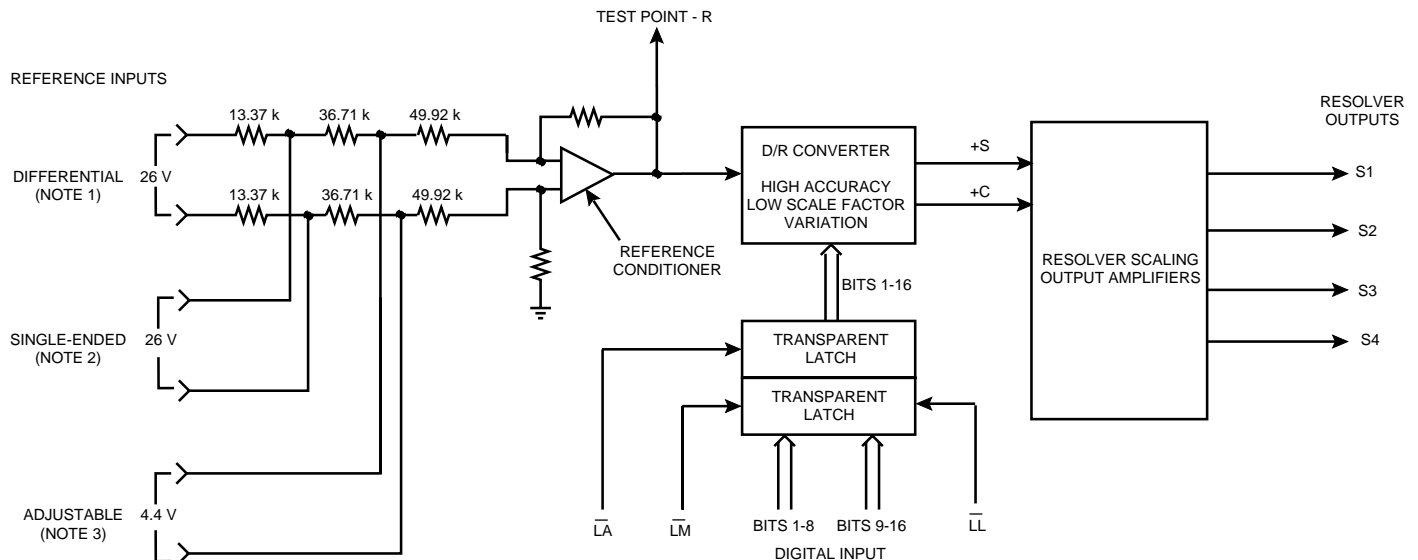 TEST POINT - R
REFERENCE INPUTS
13.37 k
36.71 k
49.92 k
DIFFERENTIAL
(NOTE 1)
26 V
13.37 k
36.71 k
49.92 k
REFERENCE
CONDITIONER
D/R CONVERTER
HIGH ACCURACY
LOW SCALE FACTOR
VARIATION
+S
+C
RESOLVER SCALING
OUTPUT AMPLIFIERS
RESOLVER
OUTPUTS
S1
S2
S3
S4
BITS 1-16
SINGLE-ENDED
(NOTE 2)
26 V
TRANSPARENT
LATCH
TRANSPARENT
LATCH
ADJUSTABLE
(NOTE 3)
4.4 V
L̅A̅
L̅M̅
BITS 1-8
BITS 9-16
L̅L̅
DIGITAL INPUT